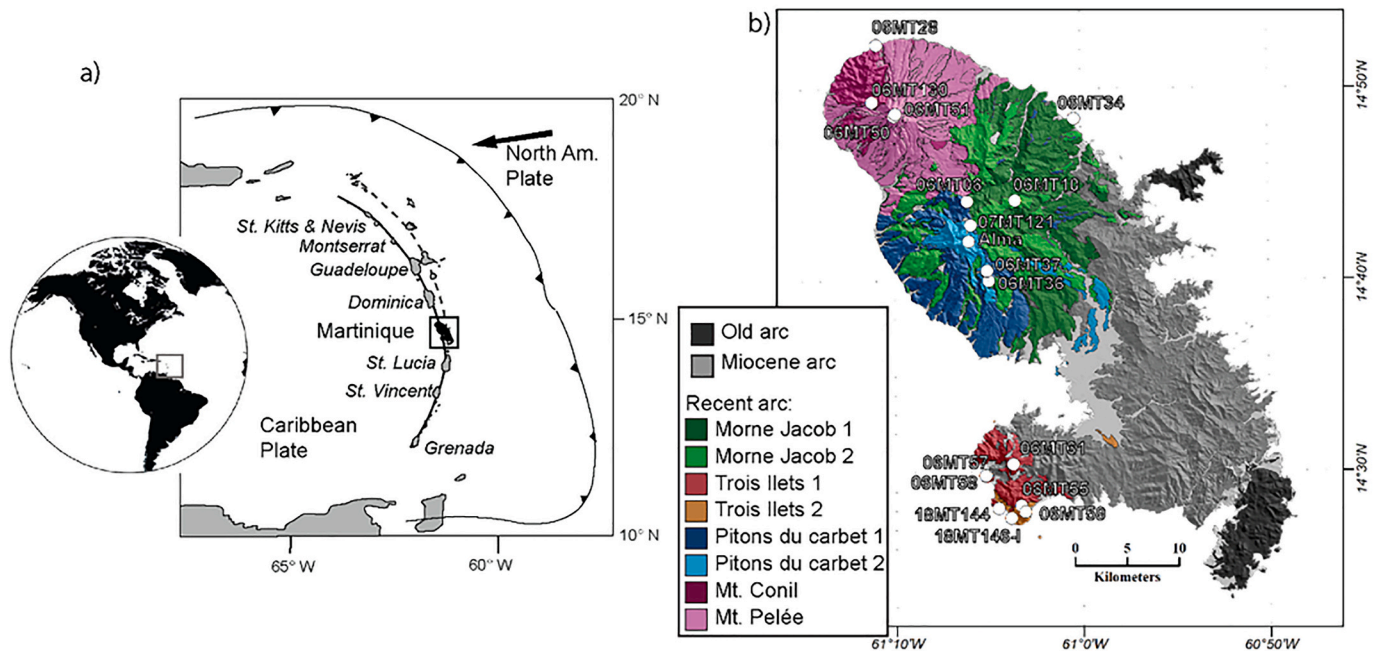 a)
20° N
North Am.
Plate
St. Kitts & Nevis
Montserrat
Guadeloupe
Dominica
Martinique
15° N
St. Lucia
St. Vincent
Caribbean
Plate
Grenada
10° N
65° W
60° W
b)
06MT28
14°50'N
06MT130
06MT51
06MT34
06MT50
06MT08
06MT10
07MT121
Alma
06MT37
06MT36
14°40'N
Old arc
Miocene arc
Recent arc:
Morne Jacob 1
Morne Jacob 2
Trois Ilets 1
Trois Ilets 2
Pitons du carbet 1
Pitons du carbet 2
Mt. Conil
Mt. Pelée
06MT61
06MT57
14°30'N
06MT58
06MT55
18MT144
18MT146-I
0 5 10
Kilometers
61°10'W
61°0'W
60°50'W